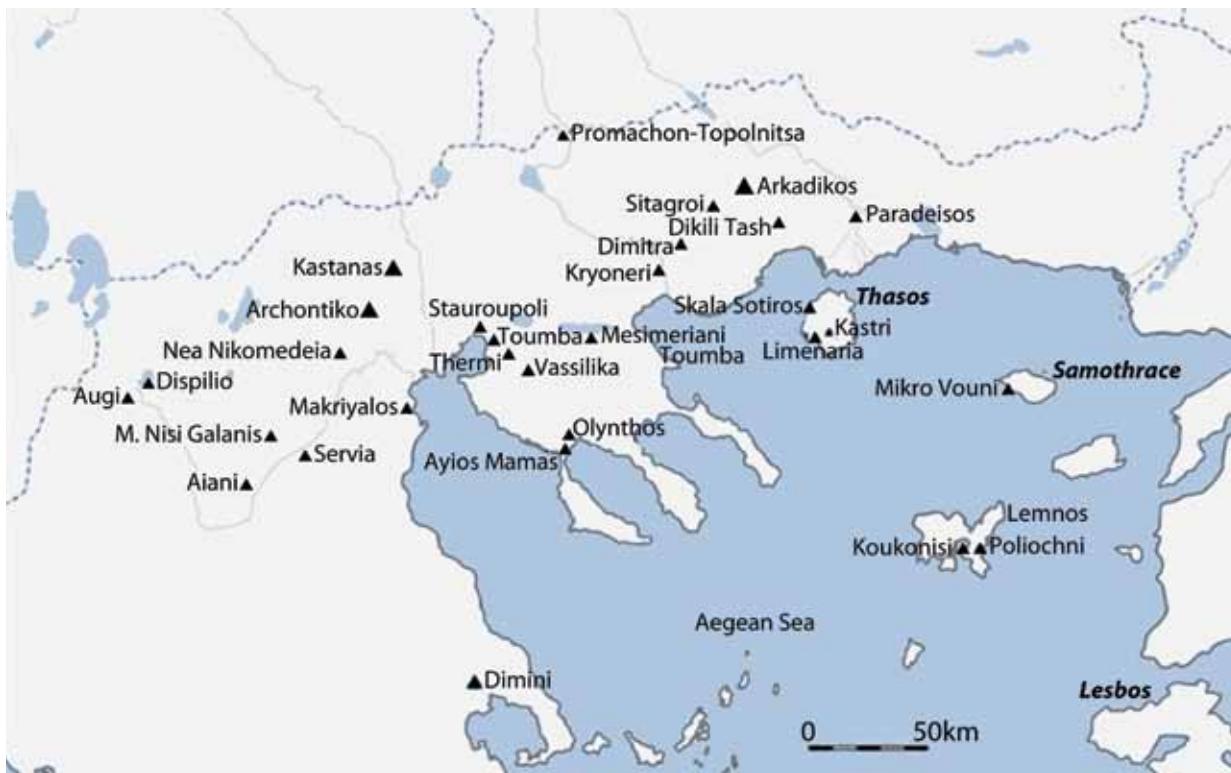 Promachon-Topolnitsa
Arkadikos
Sitagroi
Dikili Tash
Paradeisos
Dimitra
Kastanas
Kryoneri
Archontiko
Stauroupoli
Skala Sotiros
Thasos
Toumba
Mesimeriani
Toumba
Kastri
Nea Nikomedeia
Thermi
Vassilika
Limenaria
Dispilio
Samothrace
Augi
Makriyalos
Mikro Vouni
M. Nisi Galanis
Olynthos
Servia
Ayios Mamas
Aiani
Lemnos
Koukonisi
Poliochni
Aegean Sea
Dimini
Lesbos
0 50km